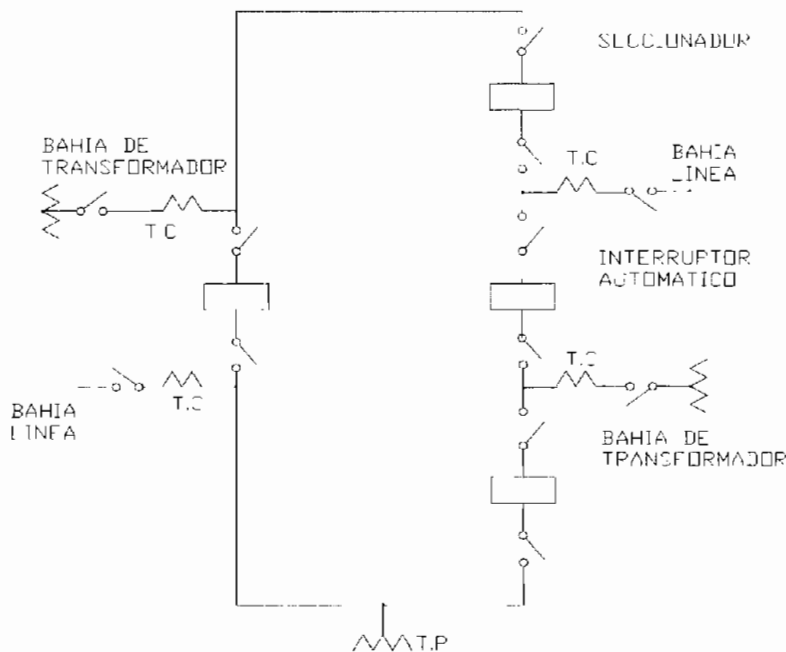 SECCIONADOR
BAHIA DE
TRANSFORMADOR
T.C
BAHIA
LINEA
T.C
INTERRUPTOR
AUTOMATICO
T.C
T.C
BAHIA
LINEA
BAHIA DE
TRANSFORMADOR
T.P